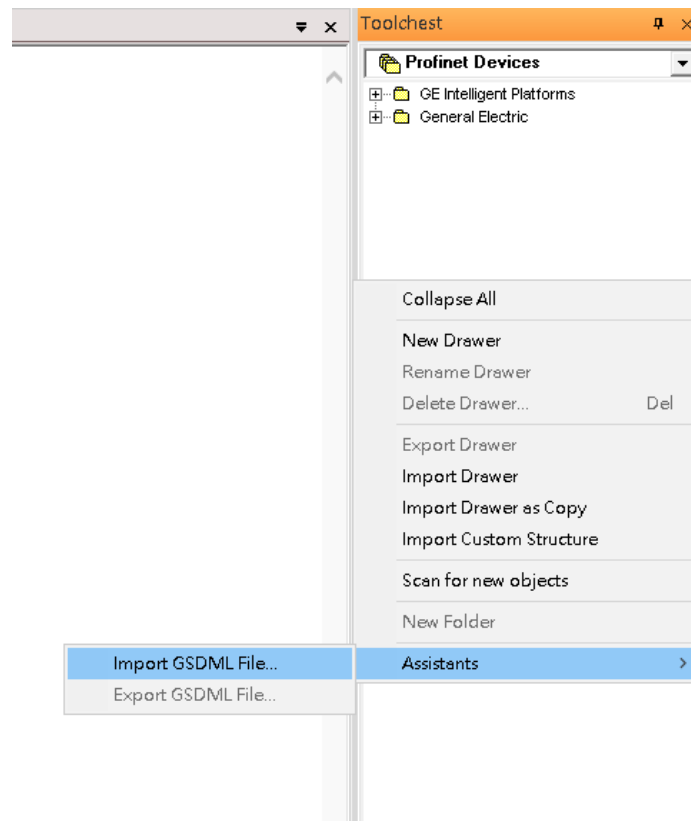 Toolchest
Profinet Devices
GE Intelligent Platforms
General Electric
Collapse All
New Drawer
Rename Drawer
Delete Drawer... Del
Export Drawer
Import Drawer
Import Drawer as Copy
Import Custom Structure
Scan for new objects
New Folder
Assistants
Import GSDML File...
Export GSDML File...